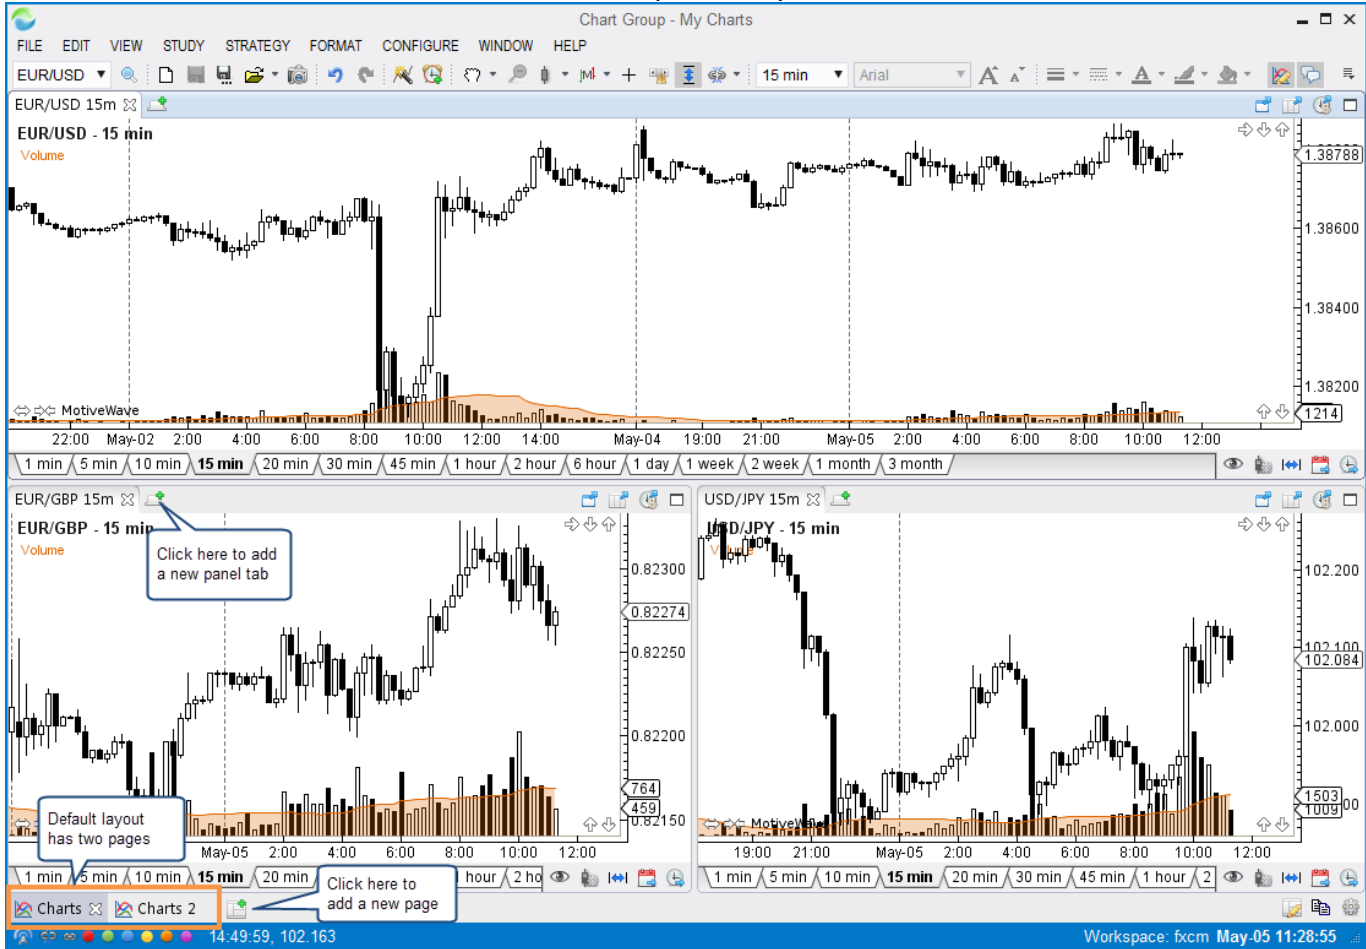 Chart Group - My Charts
FILE EDIT VIEW STUDY STRATEGY FORMAT CONFIGURE WINDOW HELP
EUR/USD 15 min Arial
EUR/USD 15m
EUR/USD - 15 min
Volume
1.38788
1.38600
1.38400
1.38200
MotiveWave
1214
22:00 May-02 2:00 4:00 6:00 8:00 10:00 12:00 14:00 May-04 19:00 21:00 May-05 2:00 4:00 6:00 8:00 10:00 12:00
1 min 5 min 10 min 15 min 20 min 30 min 45 min 1 hour 2 hour 6 hour 1 day 1 week 2 week 1 month 3 month
EUR/GBP 15m
EUR/GBP - 15 min
Volume
Click here to add
a new panel tab
0.82300
0.82274
0.82250
0.82200
764
459
0.82150
Default layout
has two pages
May-05 2:00 4:00 6:00 8:00 10:00 12:00
1 min 5 min 10 min 15 min 20 min hour 2 ho
USD/JPY 15m
USD/JPY - 15 min
Volume
102.200
102.100
102.084
102.000
1503
1009
MotiveWave
19:00 21:00 May-05 2:00 4:00 6:00 8:00 10:00 12:00
1 min 5 min 10 min 15 min 20 min 30 min 45 min 1 hour 2
Click here to
add a new page
Charts Charts 2
14:49:59, 102.163
Workspace: fxcm May-05 11:28:55